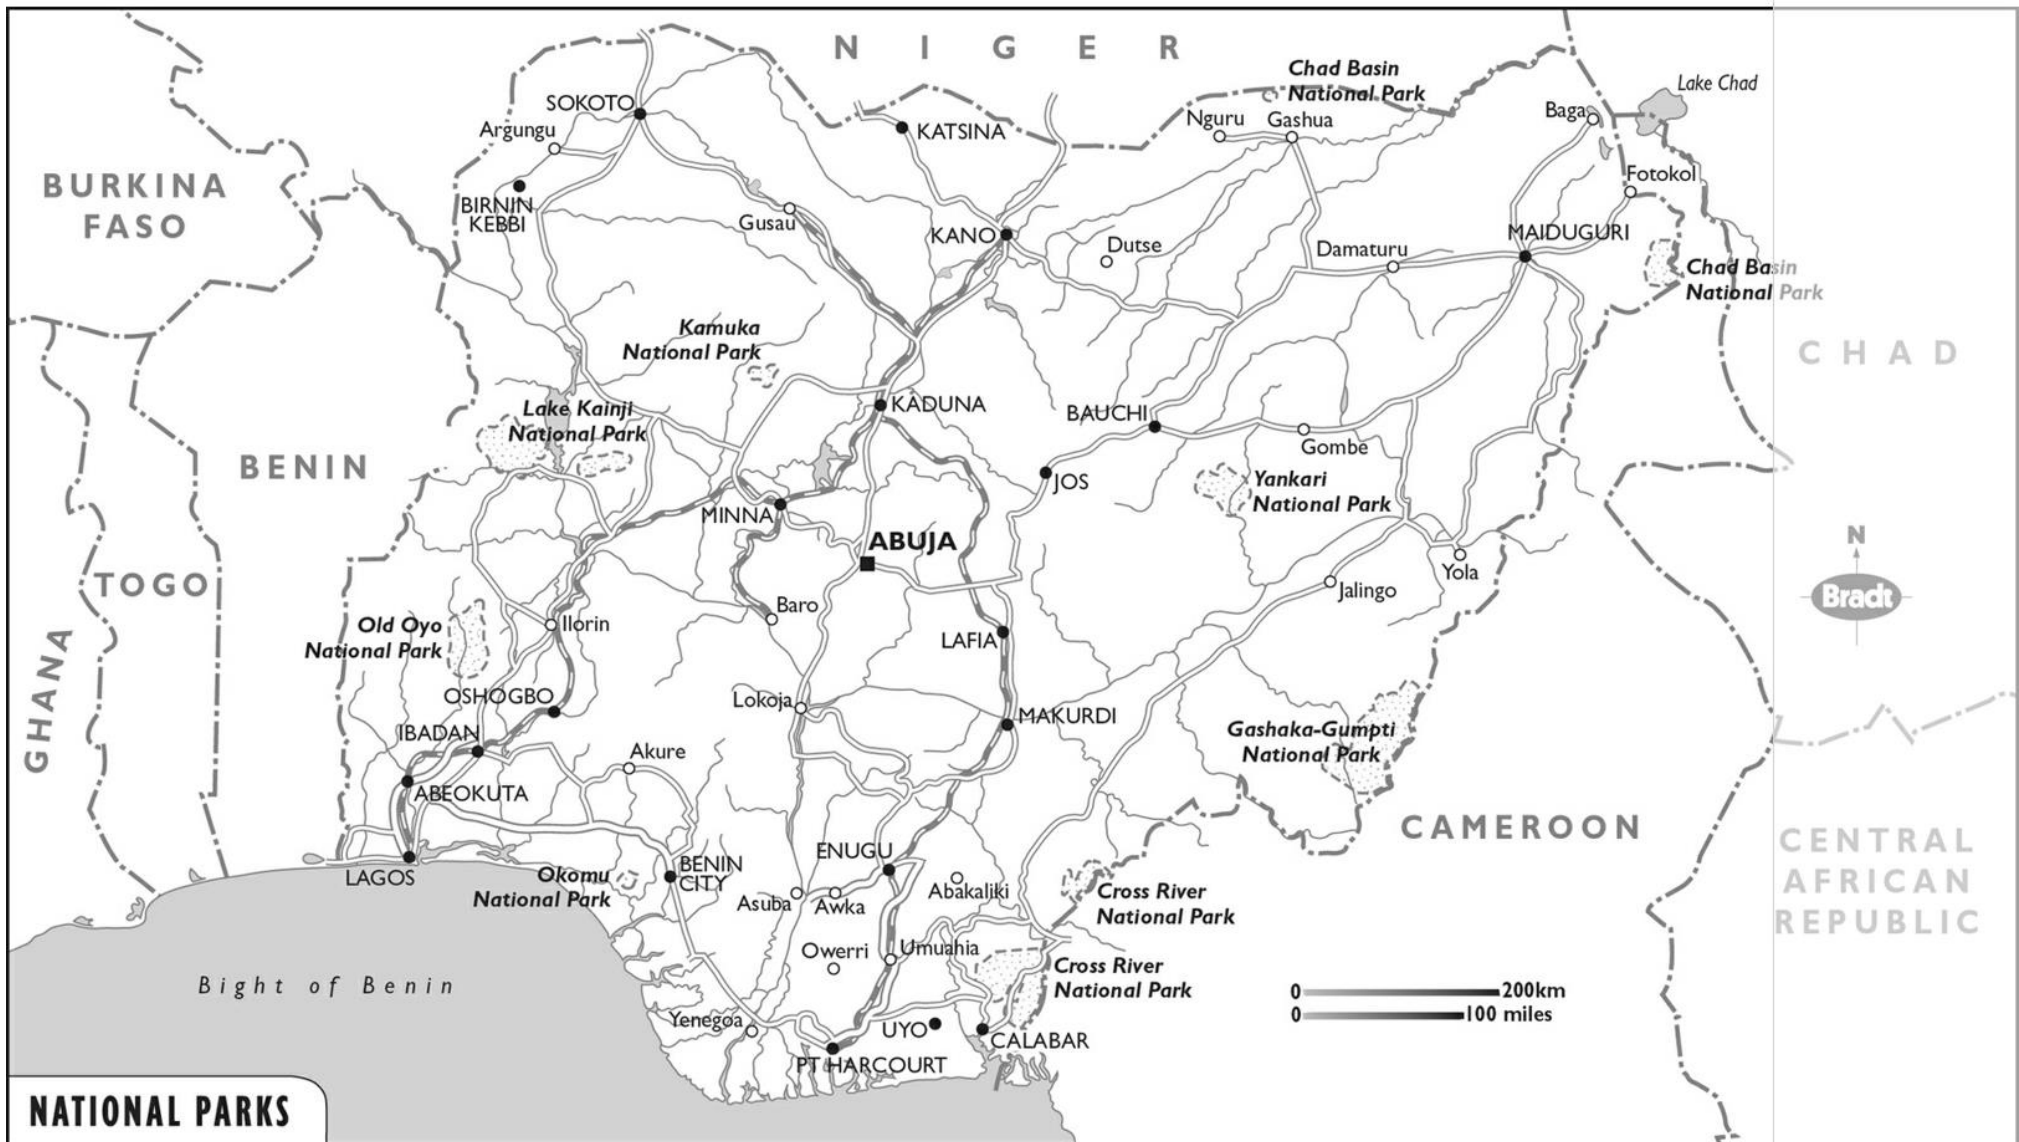 NIGER
Chad Basin
National Park
Lake Chad
SOKOTO
Baga
Argungu
KATSINA
Nguru
Gashua
Fotokol
BURKINA
FASO
BIRNIN
KEBBI
Gusau
KANO
Dutse
Damaturu
MAIDUGURI
Chad Basin
National Park
Kamuka
National Park
CHAD
Lake Kainji
National Park
KADUNA
BAUCHI
Gombe
BENIN
JOS
Yankari
National Park
MINNA
ABUJA
N
Bradt
TOGO
Yola
Jalingo
Baro
Old Oyo
National Park
Ilorin
LAFIA
GHANA
OSHOGBO
Lokoja
MAKURDI
IBADAN
Akure
Gashaka-Gumpti
National Park
ABEOKUTA
CAMEROON
CENTRAL
AFRICAN
REPUBLIC
LAGOS
Okomu
National Park
BENIN
CITY
ENUGU
Asuba
Awka
Abakaliki
Cross River
National Park
Owerri
Umuahia
Cross River
National Park
Bight of Benin
0 200km
0 100 miles
Yenegoa
UYO
CALABAR
PT HARCOURT
NATIONAL PARKS